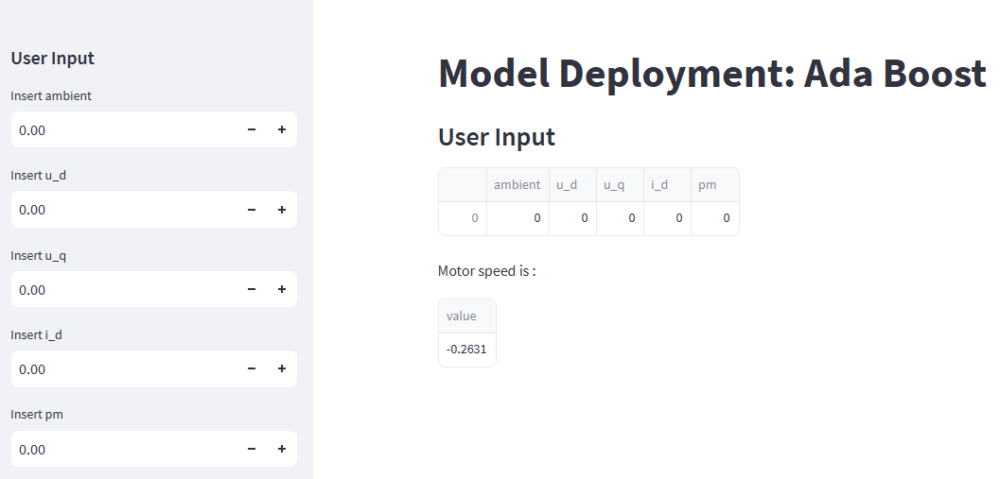 User Input
Insert ambient
0.00
Insert u_d
0.00
Insert u_q
0.00
Insert i_d
0.00
Insert pm
0.00
Model Deployment: Ada Boost
User Input
ambient u_d u_q i_d pm
0 0 0 0 0 0
Motor speed is :
value
-0.2631